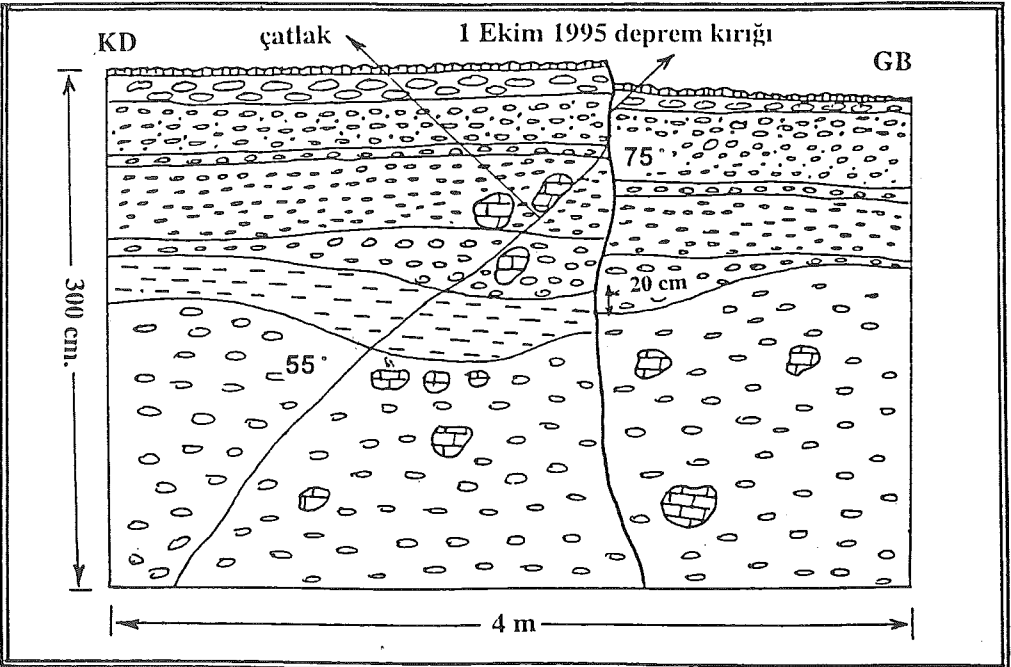 KD
çatlak
1 Ekim 1995 deprem kırığı
GB
75°
300 cm.
20 cm
55°
4 m